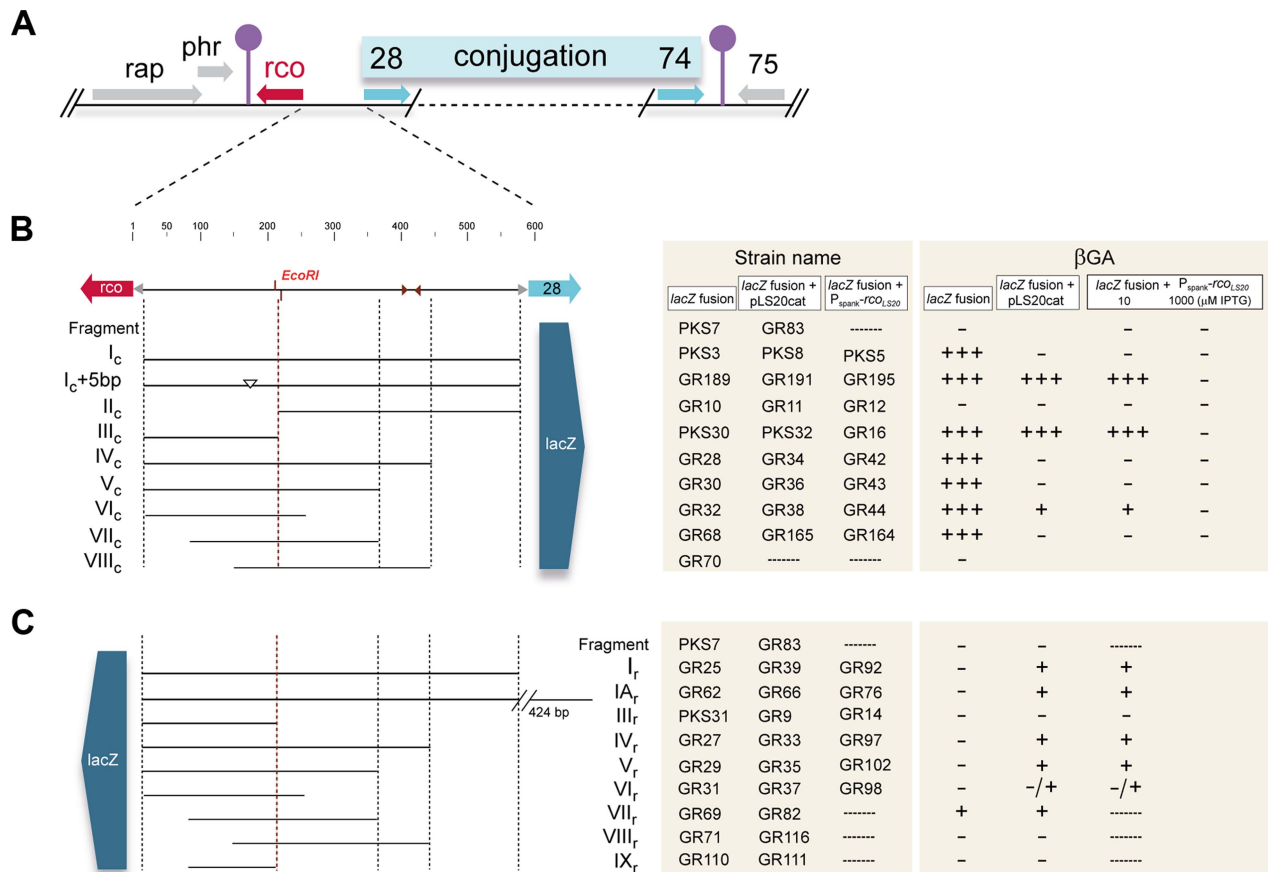 A
phr
rap
rco
28
conjugation
74
75
B
1 50 100 200 300 400 500 600
EcoRI
rco
28
lacZ
Strain name
βGA
lacZ fusion
lacZ fusion + pLS20cat
lacZ fusion + Pspank-rcoLS20
lacZ fusion
lacZ fusion + pLS20cat
lacZ fusion + Pspank-rcoLS20
10 1000 (μM IPTG)
Fragment PKS7 GR83 ------- – – –
Ic PKS3 PKS8 PKS5 +++ – – –
Ic+5bp GR189 GR191 GR195 +++ +++ +++ –
IIc GR10 GR11 GR12 – – – –
IIIc PKS30 PKS32 GR16 +++ +++ +++ –
IVc GR28 GR34 GR42 +++ – – –
Vc GR30 GR36 GR43 +++ – – –
VIc GR32 GR38 GR44 +++ + + –
VIIc GR68 GR165 GR164 +++ – – –
VIIIc GR70 ------- ------- –
C
lacZ
424 bp
Fragment PKS7 GR83 ------- – – -------
Ir GR25 GR39 GR92 – + +
IAr GR62 GR66 GR76 – + +
IIIr PKS31 GR9 GR14 – – –
IVr GR27 GR33 GR97 – + +
Vr GR29 GR35 GR102 – + +
VIr GR31 GR37 GR98 – –/+ –/+
VIIr GR69 GR82 ------- + + -------
VIIIr GR71 GR116 ------- – – -------
IXr GR110 GR111 ------- – – -------